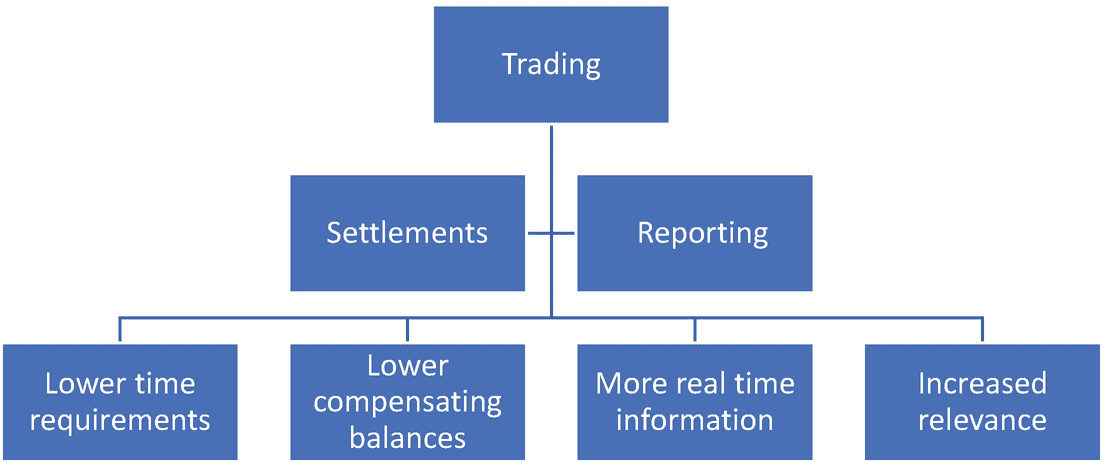 Trading
Settlements
Reporting
Lower time
requirements
Lower
compensating
balances
More real time
information
Increased
relevance